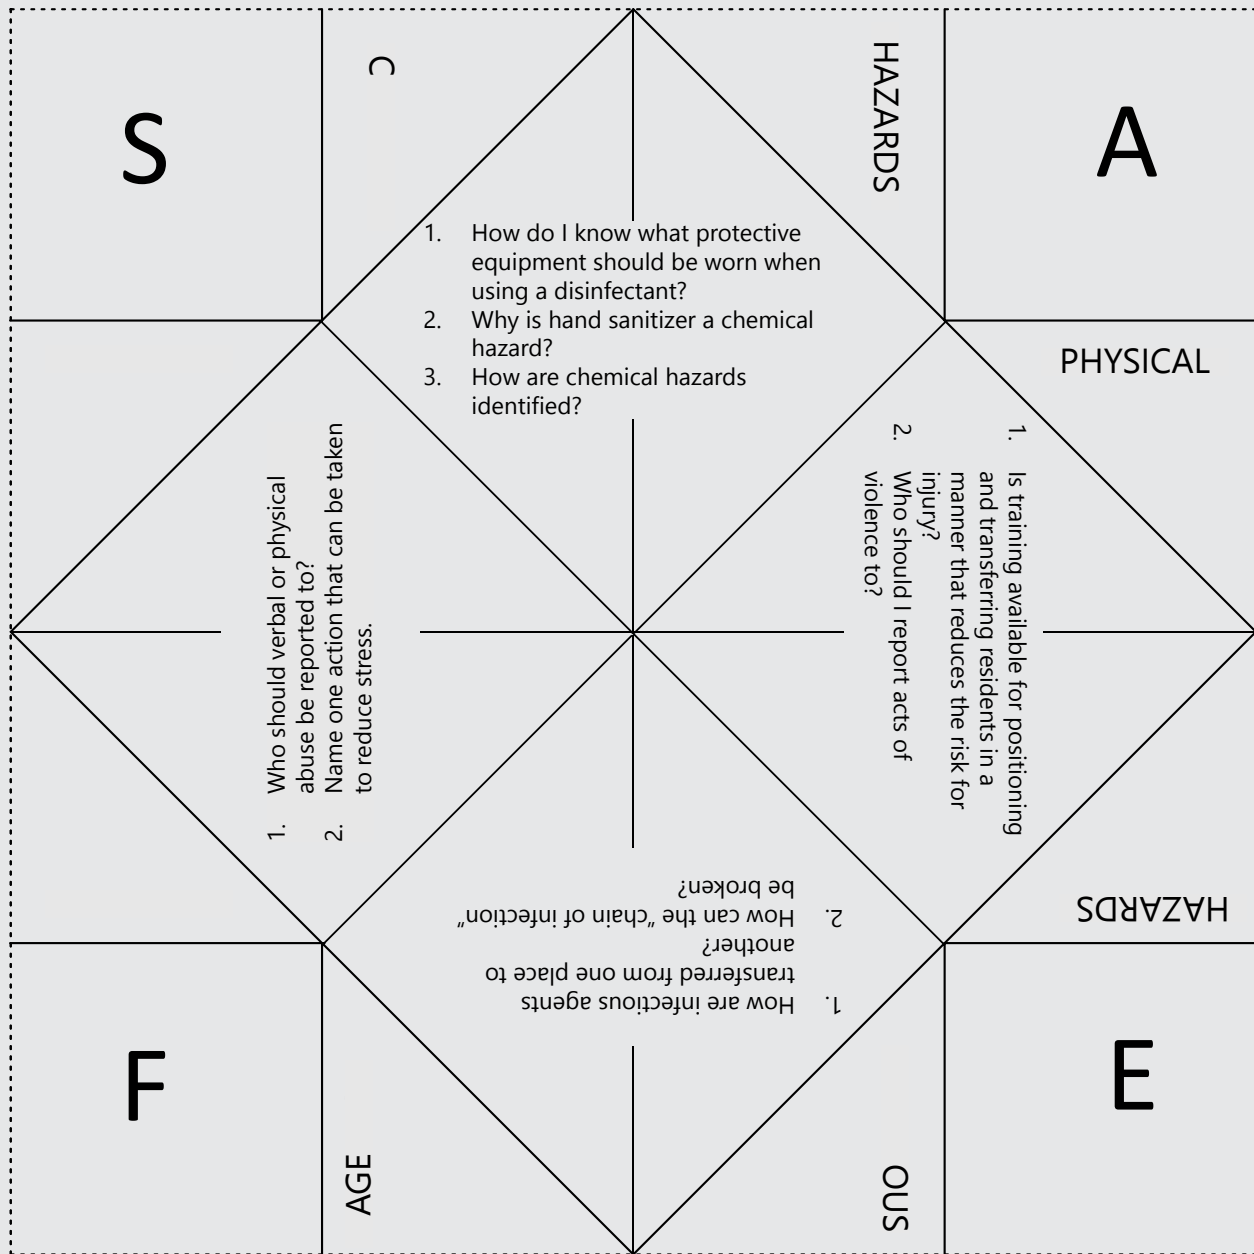 S
C
HAZARDS
A
1. How do I know what protective
equipment should be worn when
using a disinfectant?
2. Why is hand sanitizer a chemical
hazard?
3. How are chemical hazards
identified?
PHYSICAL
HAZARDS
1. Is training available for positioning
and transferring residents in a
manner that reduces the risk for
injury?
2. Who should I report acts of
violence to?
1. Who should verbal or physical
abuse be reported to?
2. Name one action that can be taken
to reduce stress.
1. How are infectious agents
transferred from one place to
another?
2. How can the “chain of infection”
be broken?
F
AGE
OUS
E